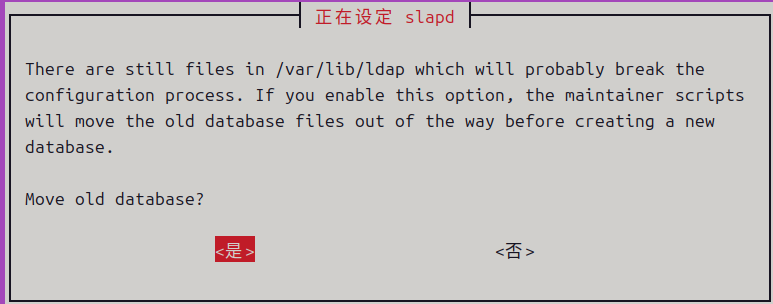 正在设定 slapd
There are still files in /var/lib/ldap which will probably break the
configuration process. If you enable this option, the maintainer scripts
will move the old database files out of the way before creating a new
database.
Move old database?
<是> <否>